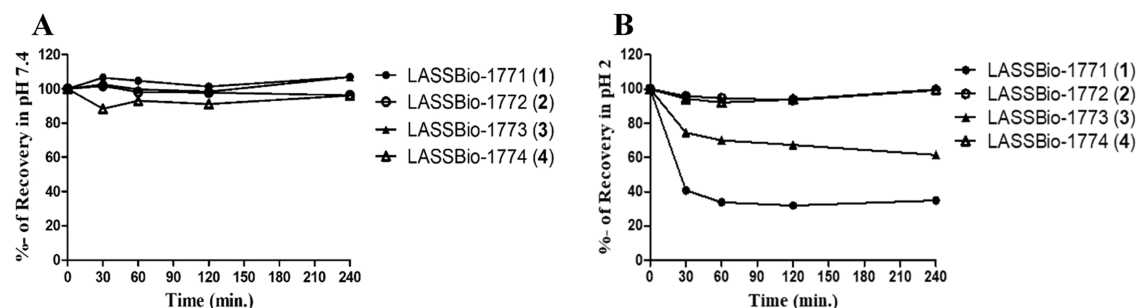 A
%- of Recovery in pH 7.4
120
100
80
60
40
20
0
0 30 60 90 120 150 180 210 240
Time (min.)
LASSBio-1771 (1)
LASSBio-1772 (2)
LASSBio-1773 (3)
LASSBio-1774 (4)
B
%- of Recovery in pH 2
120
100
80
60
40
20
0
0 30 60 90 120 150 180 210 240
Time (min.)
LASSBio-1771 (1)
LASSBio-1772 (2)
LASSBio-1773 (3)
LASSBio-1774 (4)